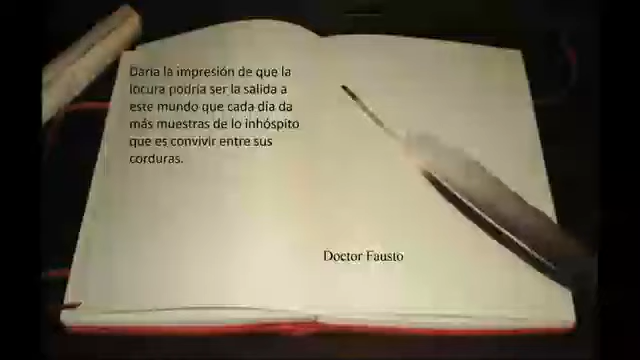 Daría la impresión de que la
locura podría ser la salida a
este mundo que cada día da
más muestras de lo inhóspito
que es convivir entre sus
corduras.
Doctor Fausto